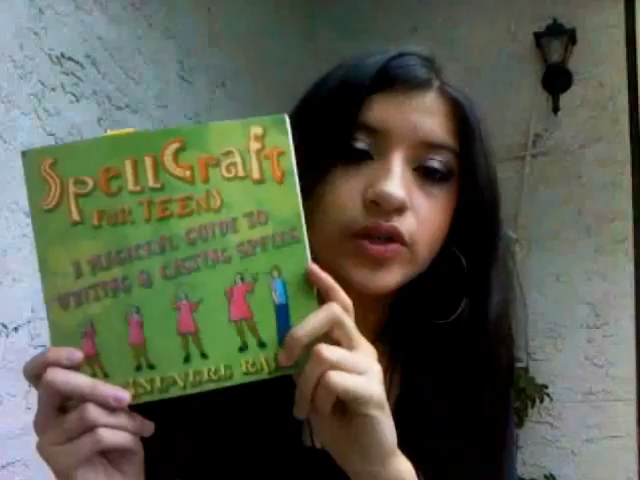 SpellCraft
FOR TEENS
A MAGICKAL GUIDE TO
WRITING & CASTING SPELLS